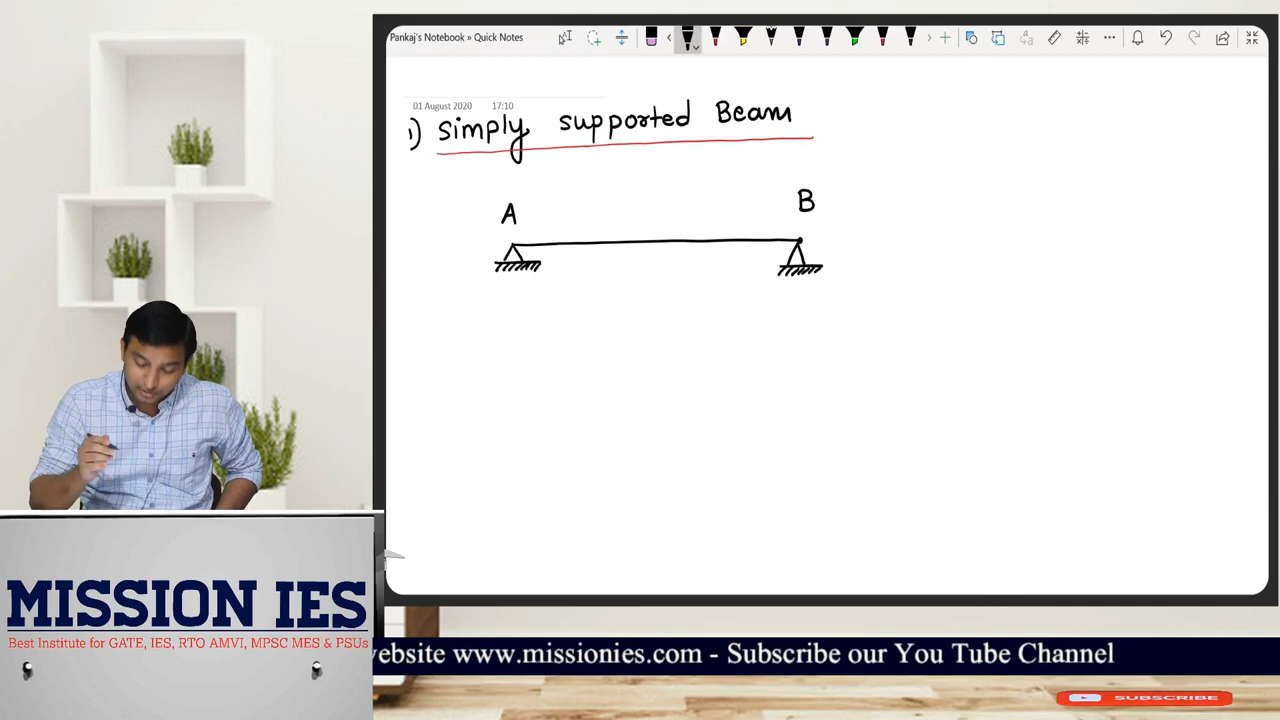 Pankaj's Notebook » Quick Notes
01 August 2020 17:10
1) simply supported Beam
A
B
MISSION IES
Best Institute for GATE, IES, RTO AMVI, MPSC MES & PSUs
website www.missionies.com - Subscribe our You Tube Channel
SUBSCRIBE